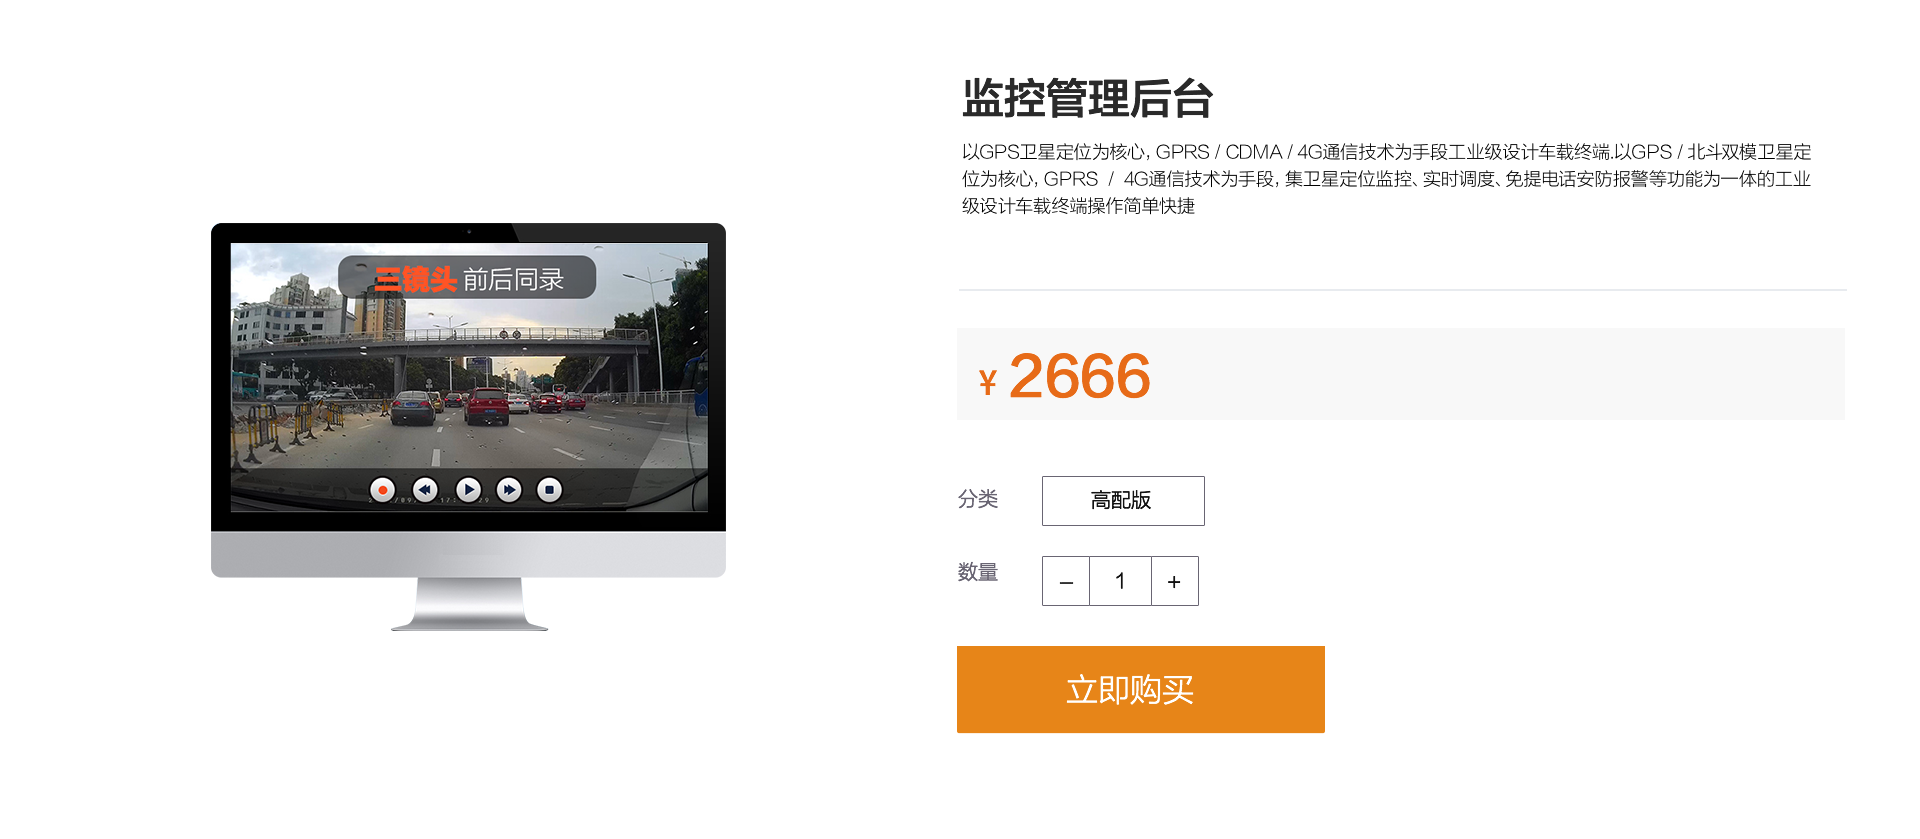 监控管理后台
以GPS卫星定位为核心, GPRS / CDMA / 4G通信技术为手段工业级设计车载终端.以GPS / 北斗双模卫星定
位为核心, GPRS / 4G通信技术为手段, 集卫星定位监控、实时调度、免提电话安防报警等功能为一体的工业
级设计车载终端操作简单快捷
三镜头 前后同录
¥ 2666
分类 高配版
数量 – 1 +
立即购买